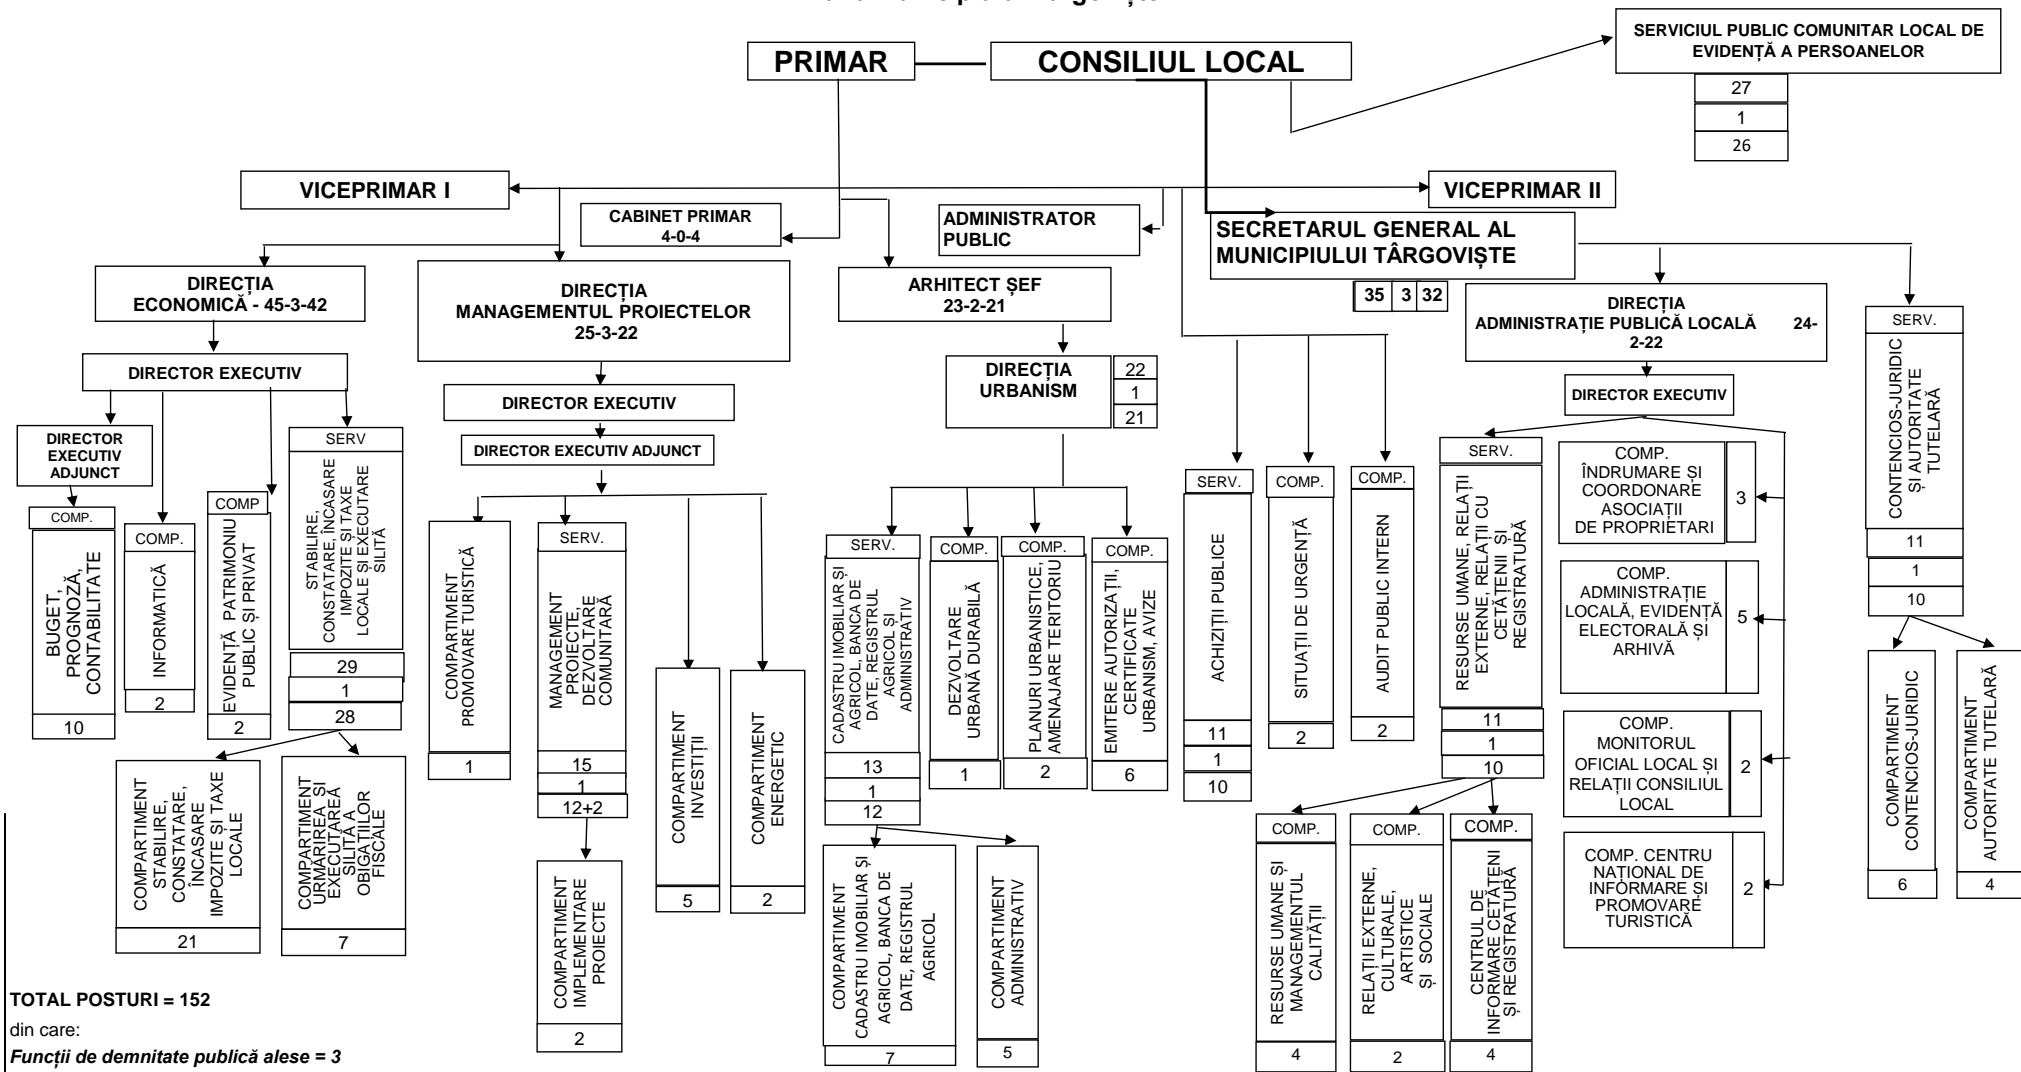 PRIMAR
CONSILIUL LOCAL
SERVICIUL PUBLIC COMUNITAR LOCAL DE
EVIDENȚĂ A PERSOANELOR
27
1
26
VICEPRIMAR I
VICEPRIMAR II
CABINET PRIMAR
4-0-4
ADMINISTRATOR
PUBLIC
SECRETARUL GENERAL AL
MUNICIPIULUI TÂRGOVIȘTE
35 3 32
DIRECȚIA
ECONOMICĂ - 45-3-42
DIRECȚIA
MANAGEMENTUL PROIECTELOR
25-3-22
ARHITECT ȘEF
23-2-21
DIRECȚIA
ADMINISTRAȚIE PUBLICĂ LOCALĂ 24-
2-22
DIRECTOR EXECUTIV
DIRECTOR
EXECUTIV
ADJUNCT
COMP.
BUGET,
PROGNOZĂ,
CONTABILITATE
10
COMP.
INFORMATICĂ
2
COMP
EVIDENȚĂ PATRIMONIU
PUBLIC ȘI PRIVAT
2
SERV
STABILIRE,
CONSTATARE, ÎNCASARE
IMPOZITE ȘI TAXE
LOCALE ȘI EXECUTARE
SILITĂ
29
1
28
COMPARTIMENT
STABILIRE,
CONSTATARE,
ÎNCASARE
IMPOZITE ȘI TAXE
LOCALE
21
COMPARTIMENT
URMĂRIREA SI
EXECUTAREA
SILITĂ A
OBIGAȚIILOR
FISCALE
7
DIRECTOR EXECUTIV
DIRECTOR EXECUTIV ADJUNCT
COMPARTIMENT
PROMOVARE TURISTICĂ
1
SERV.
MANAGEMENT
PROIECTE,
DEZVOLTARE
COMUNITARĂ
15
1
12+2
COMPARTIMENT
IMPLEMENTARE
PROIECTE
2
COMPARTIMENT
INVESTIȚII
5
COMPARTIMENT
ENERGETIC
2
DIRECȚIA
URBANISM
22
1
21
SERV.
CADASTRU IMOBILIAR ȘI
AGRICOL, BANCA DE
DATE, REGISTRUL
AGRICOL ȘI
ADMINISTRATIV
13
1
12
COMP.
DEZVOLTARE
URBANĂ DURABILĂ
1
COMP.
PLANURI URBANISTICE,
AMENAJARE TERITORIU
2
COMP.
EMITERE AUTORIZAȚII,
CERTIFICATE
URBANISM, AVIZE
6
COMPARTIMENT
CADASTRU IMOBILIAR ȘI
AGRICOL, BANCA DE
DATE, REGISTRUL
AGRICOL
7
COMPARTIMENT
ADMINISTRATIV
5
SERV.
ACHIZIȚII PUBLICE
11
1
10
COMP.
SITUAȚII DE URGENȚĂ
2
COMP.
AUDIT PUBLIC INTERN
2
DIRECTOR EXECUTIV
SERV.
RESURSE UMANE, RELAȚII
EXTERNE, RELAȚII CU
CETĂȚENII ȘI
REGISTRATURĂ
11
1
10
COMP.
RESURSE UMANE ȘI
MANAGEMENTUL
CALITĂȚII
4
COMP.
RELAȚII EXTERNE,
CULTURALE,
ARTISTICE
ȘI SOCIALE
2
COMP.
CENTRUL DE
INFORMARE CETĂȚENI
ȘI REGISTRATURĂ
4
COMP.
ÎNDRUMARE ȘI
COORDONARE
ASOCIAȚII
DE PROPRIETARI
3
COMP.
ADMINISTRAȚIE
LOCALĂ, EVIDENȚĂ
ELECTORALĂ ȘI
ARHIVĂ
5
COMP.
MONITORUL
OFICIAL LOCAL ȘI
RELAȚII CONSILIUL
LOCAL
2
COMP. CENTRU
NAȚIONAL DE
INFORMARE ȘI
PROMOVARE
TURISTICĂ
2
SERV.
CONTENCIOS-JURIDIC
ȘI AUTORITATE
TUTELARĂ
11
1
10
COMPARTIMENT
CONTENCIOS-JURIDIC
6
COMPARTIMENT
AUTORITATE TUTELARĂ
4
TOTAL POSTURI = 152
din care:
Funcții de demnitate publică alese = 3